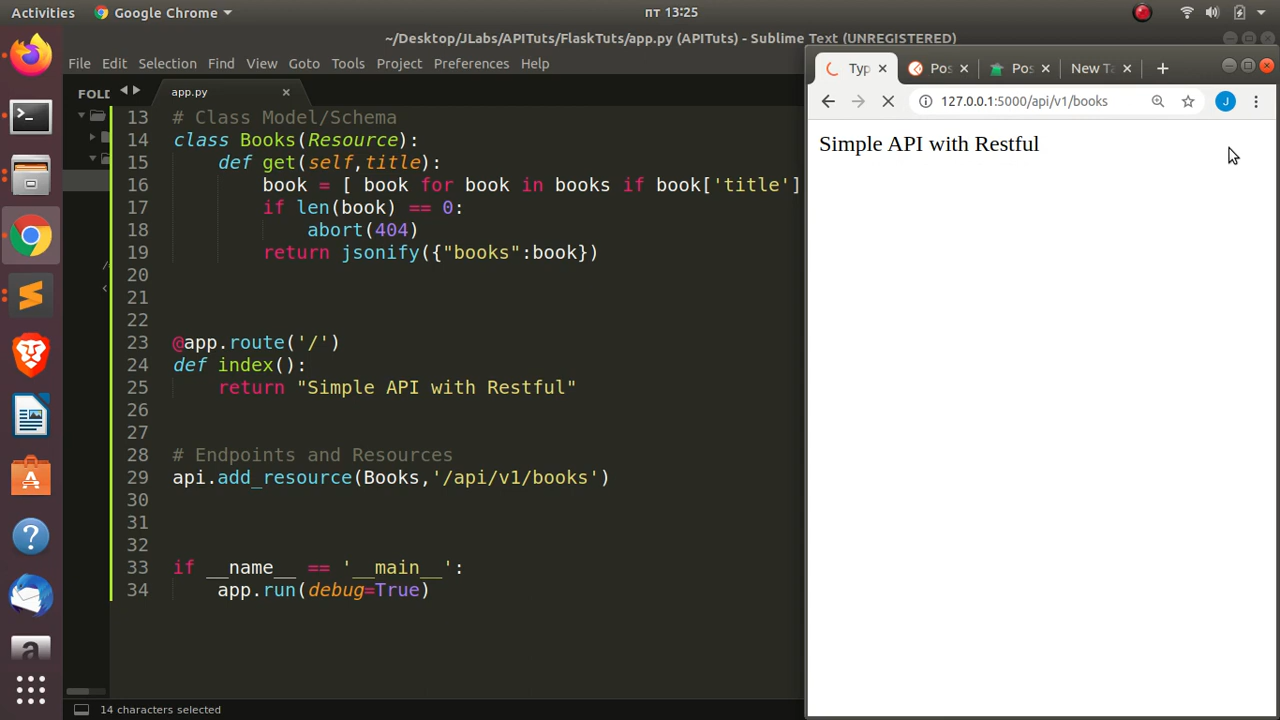 Activities
Google Chrome
пт 13:25
~/Desktop/JLabs/APITuts/FlaskTuts/app.py (APITuts) - Sublime Text (UNREGISTERED)
File Edit Selection Find View Goto Tools Project Preferences Help
FOLD
app.py
13 # Class Model/Schema
14 class Books(Resource):
15 def get(self,title):
16 book = [ book for book in books if book['title']
17 if len(book) == 0:
18 abort(404)
19 return jsonify({"books":book})
20
21
22
23 @app.route('/')
24 def index():
25 return "Simple API with Restful"
26
27
28 # Endpoints and Resources
29 api.add_resource(Books,'/api/v1/books')
30
31
32
33 if __name__ == '__main__':
34 app.run(debug=True)
14 characters selected
Typ
Pos
Pos
New Ta
127.0.0.1:5000/api/v1/books
J
Simple API with Restful